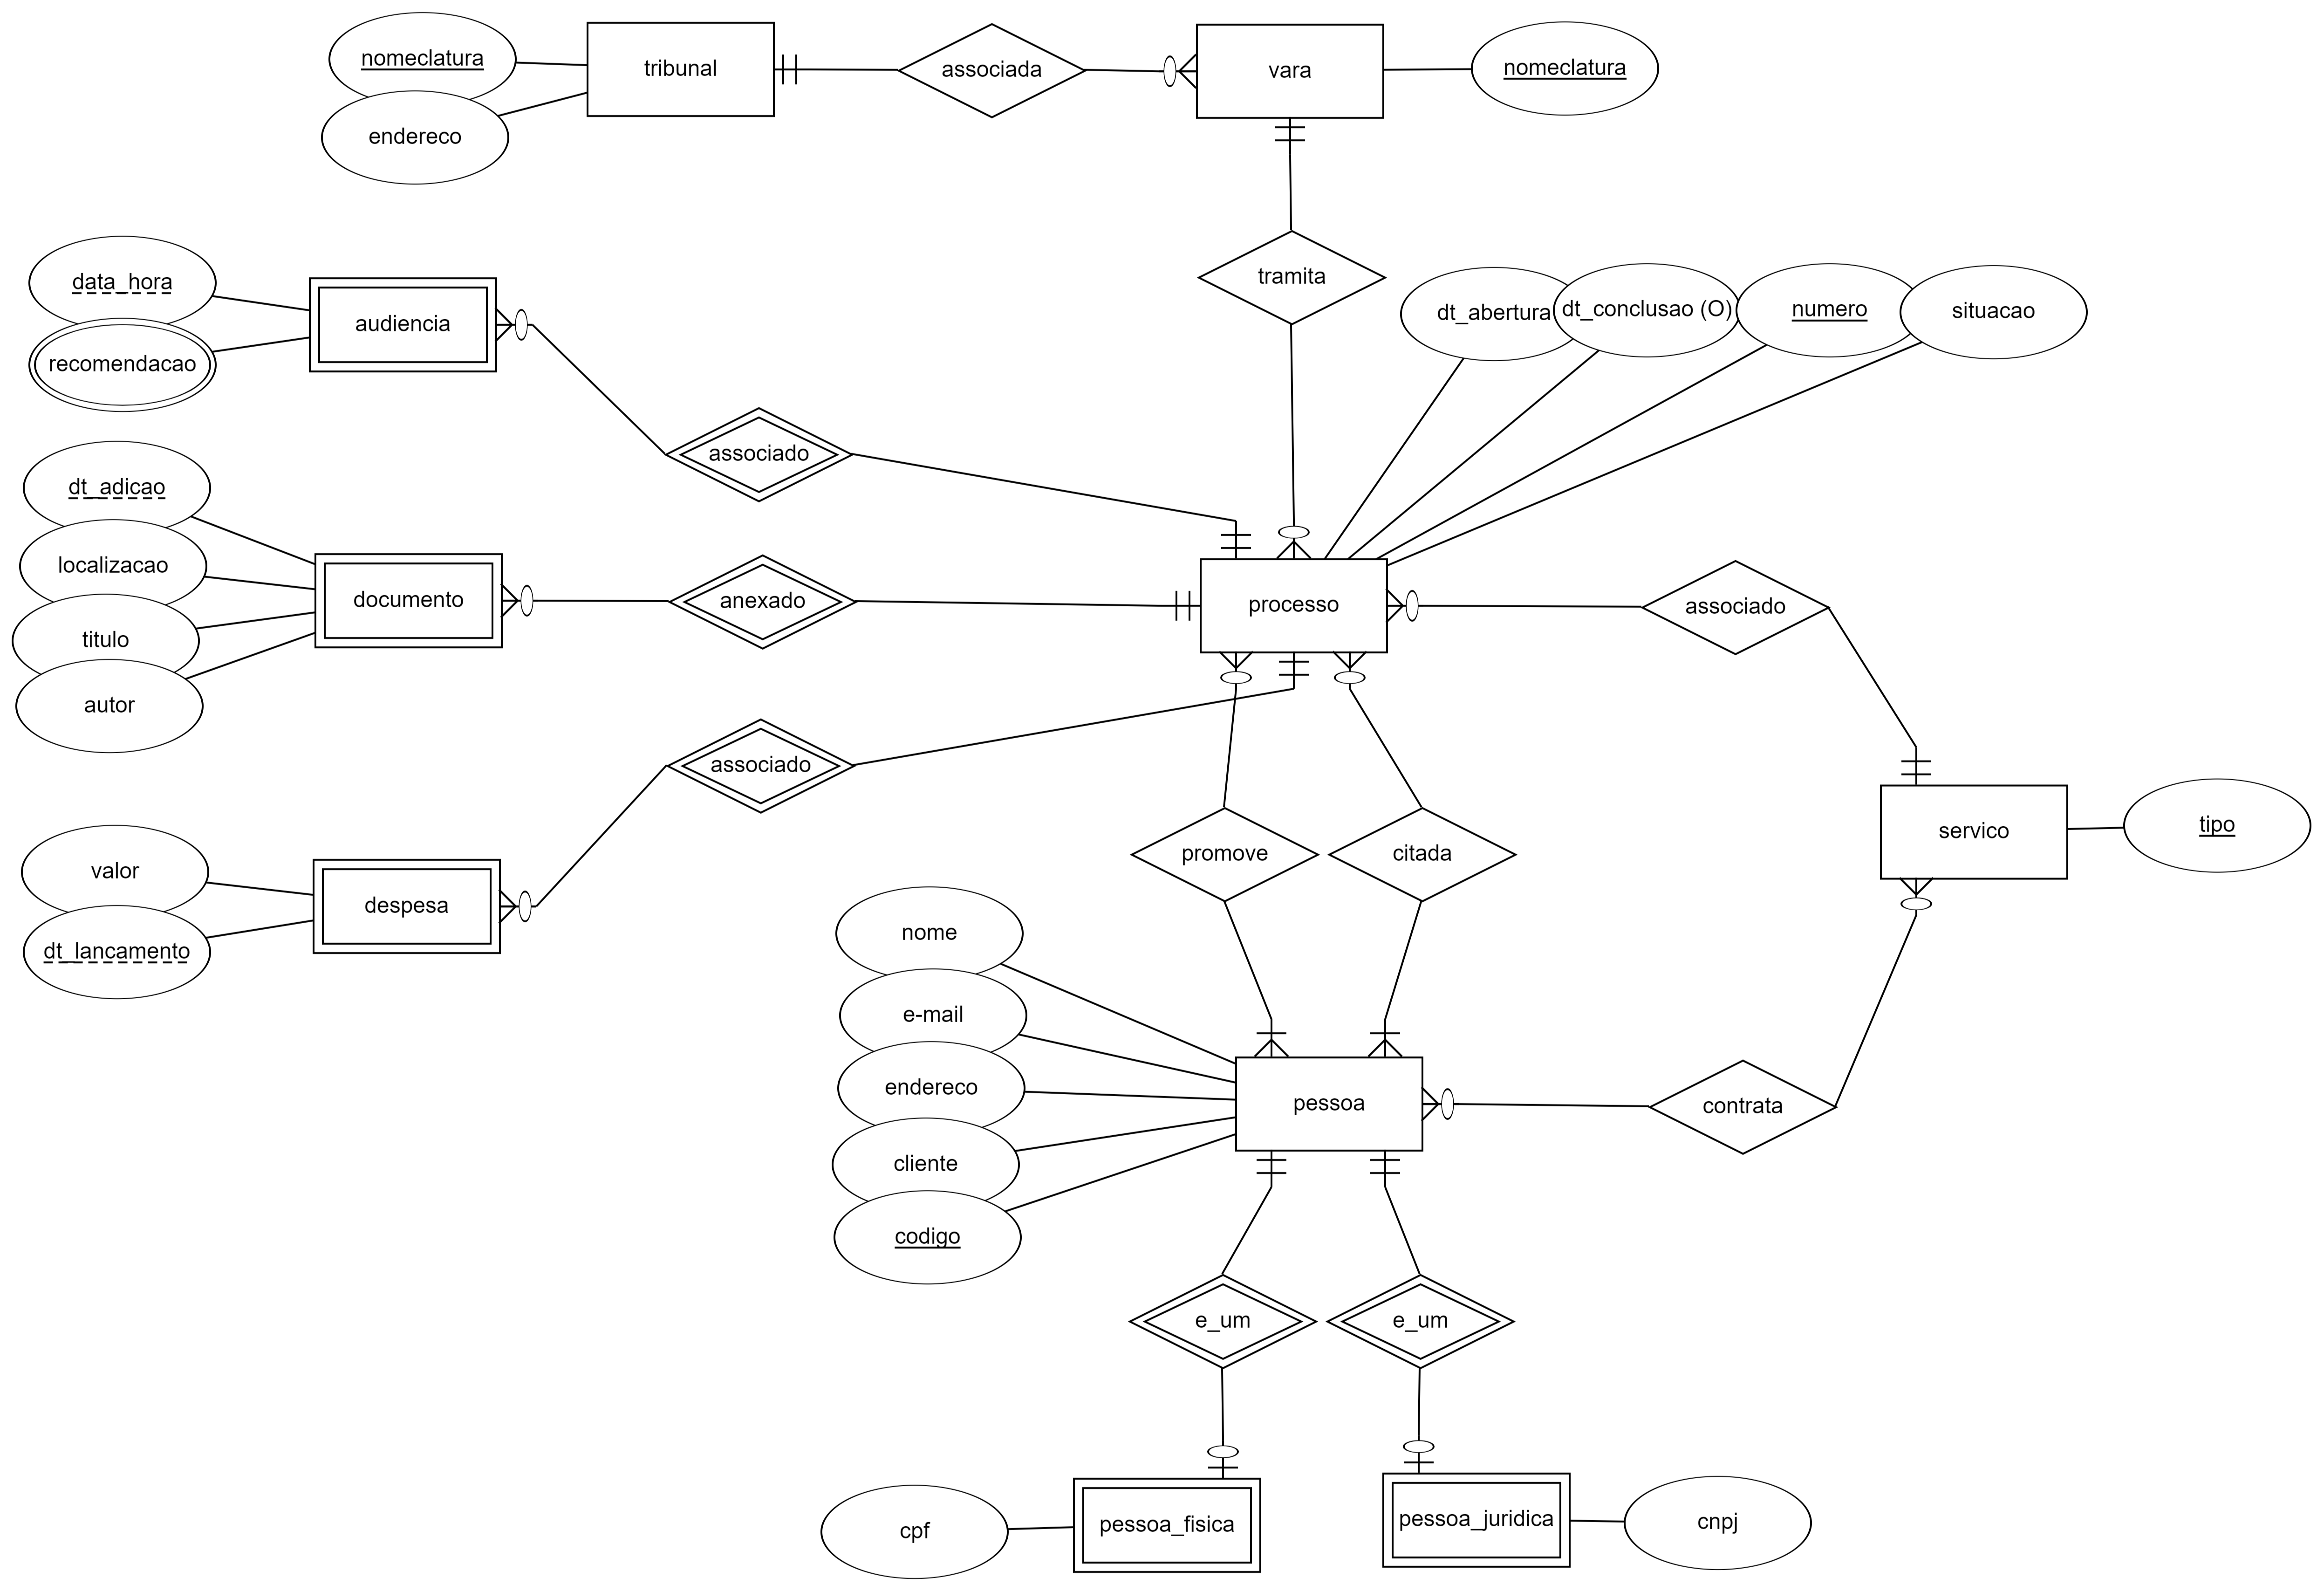 nomeclatura
tribunal
associada
vara
nomeclatura
endereco
data_hora
audiencia
recomendacao
tramita
dt_abertura
dt_conclusao (O)
numero
situacao
associado
dt_adicao
localizacao
titulo
autor
documento
anexado
processo
associado
associado
valor
dt_lancamento
despesa
promove
citada
servico
tipo
nome
e-mail
endereco
cliente
codigo
pessoa
contrata
e_um
e_um
cpf
pessoa_fisica
pessoa_juridica
cnpj